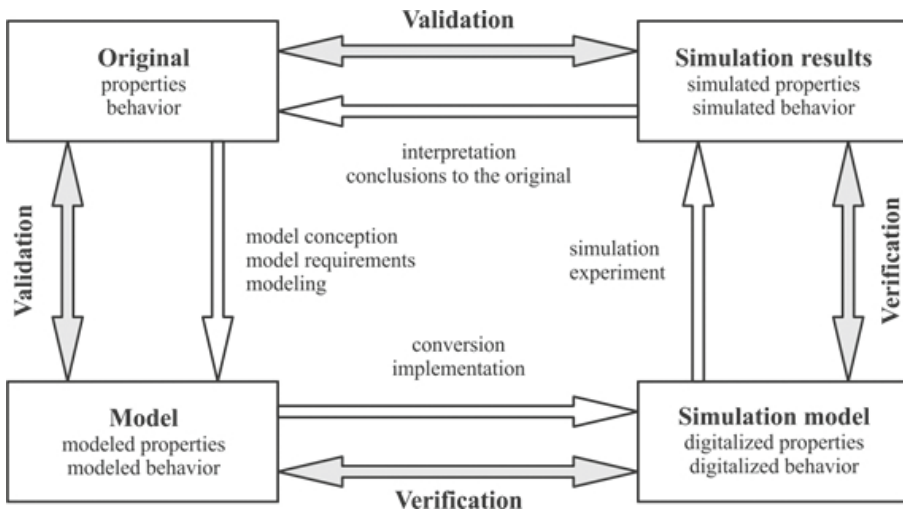 Validation
Original
properties
behavior
Simulation results
simulated properties
simulated behavior
interpretation
conclusions to the original
Validation
model conception
model requirements
modeling
simulation
experiment
Verification
conversion
implementation
Model
modeled properties
modeled behavior
Simulation model
digitalized properties
digitalized behavior
Verification